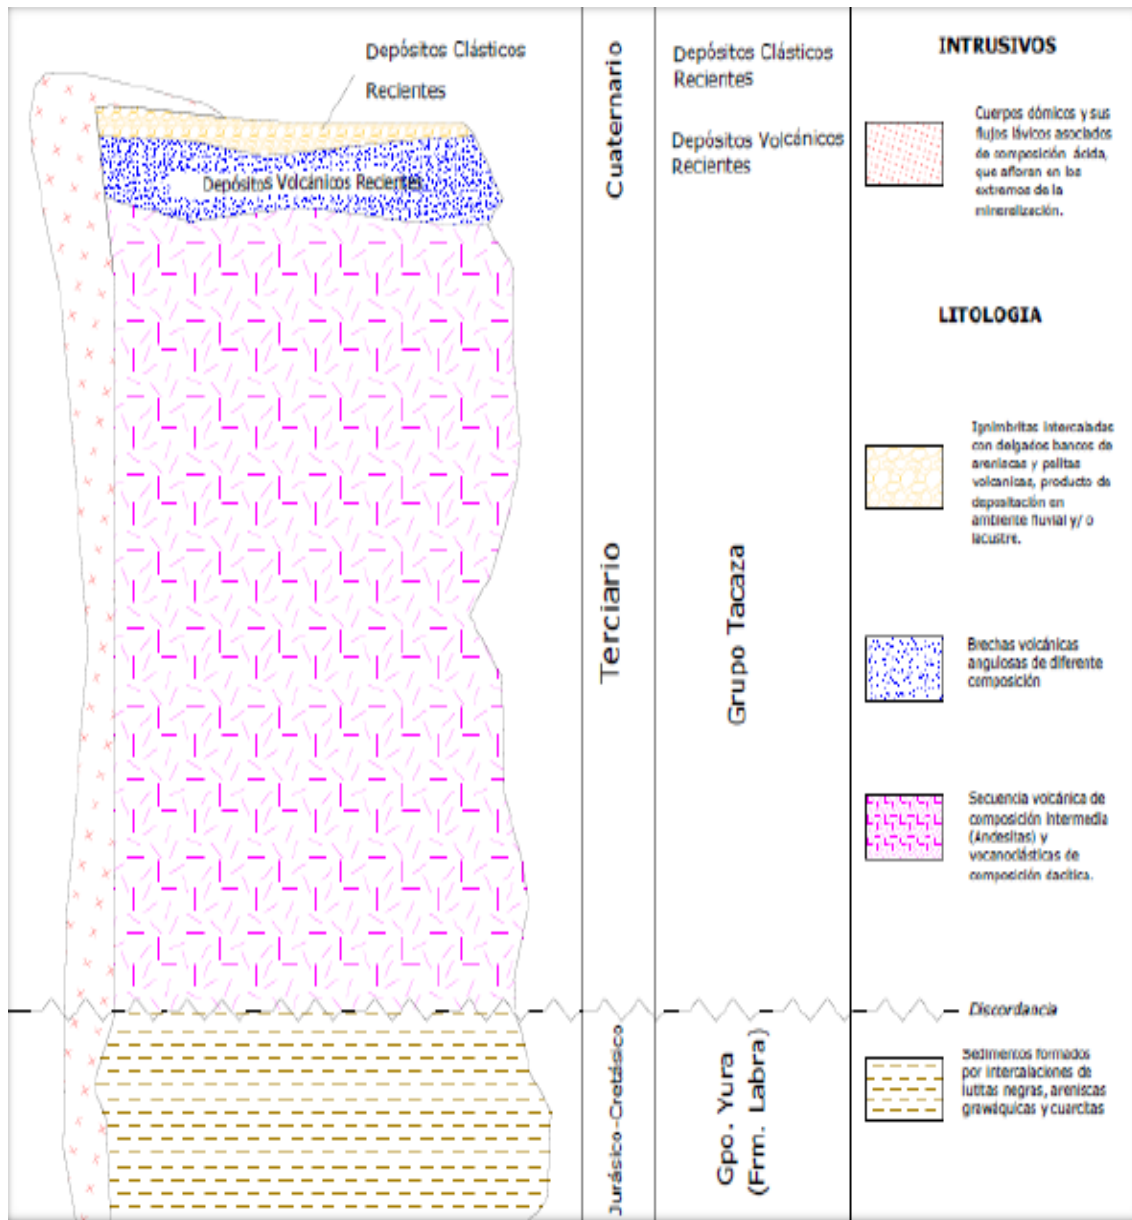 Depósitos Clásticos
Recientes
Depósitos Volcánicos Recientes
Cuaternario
Terciario
Jurásico-Cretásico
Depósitos Clásticos
Recientes
Depósitos Volcánicos
Recientes
Grupo Tacaza
Gpo. Yura
(Frm. Labra)
INTRUSIVOS
Cuerpos dómicos y sus
flujos lávicos asociados
de composición ácida,
que afloran en los
extremos de la
mineralización.
LITOLOGIA
Ignimbritas intercaladas
con delgados bancos de
areniscas y pelitas
volcanicas, producto de
depositación en
ambiente fluvial y/ o
lacustre.
Brechas volcánicas
angulosas de diferente
composición
Secuencia volcánica de
composición intermedia
(Andesitas) y
vocanoclásticas de
composición dacítica.
Discordancia
Sedimentos formados
por intercalaciones de
lutitas negras, areniscas
grawáquicas y cuarcitas